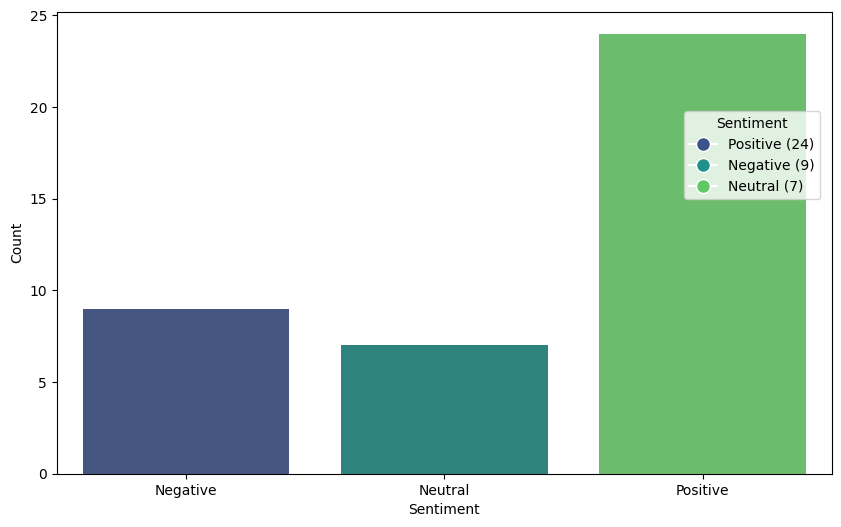 25
20
15
10
5
0
Count
Sentiment
Positive (24)
Negative (9)
Neutral (7)
Negative
Neutral
Positive
Sentiment